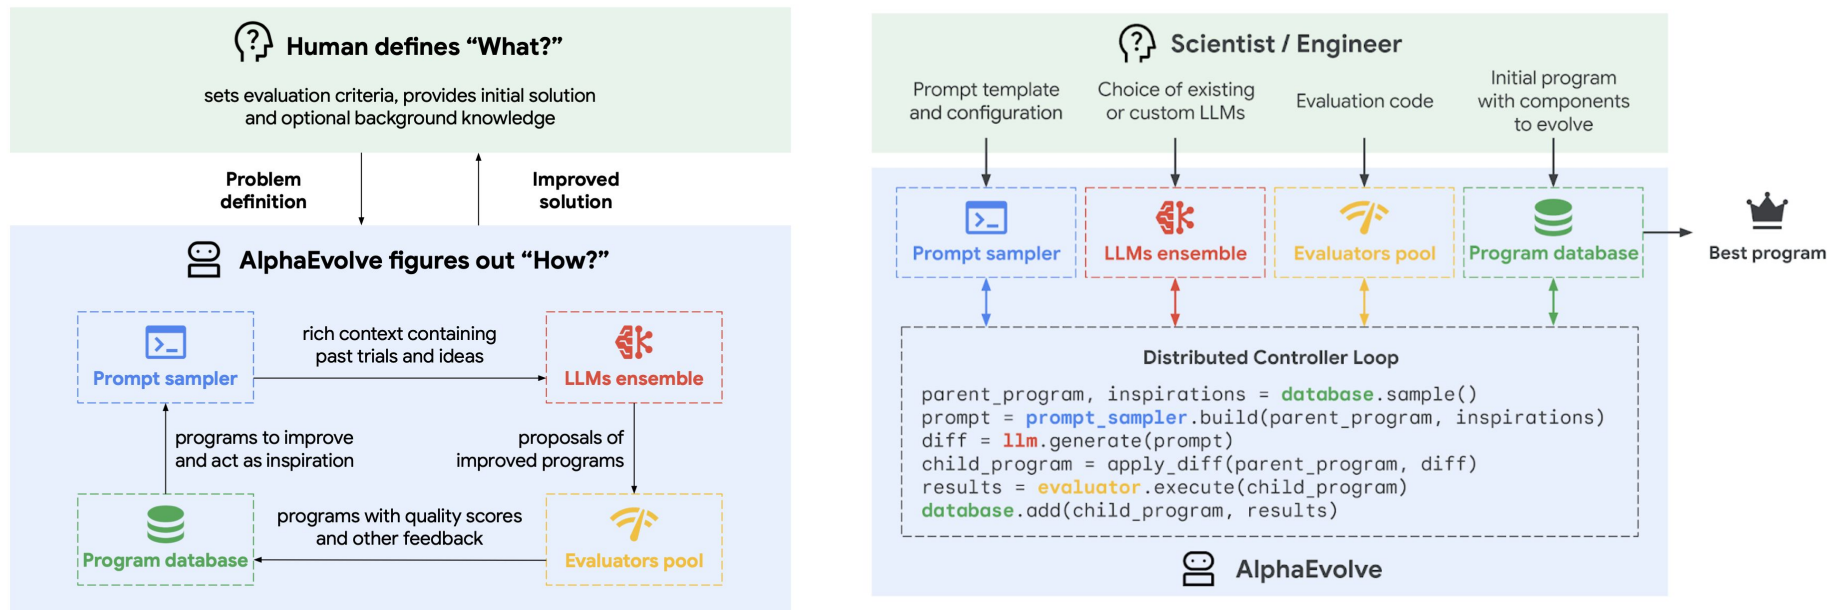 Human defines “What?”
sets evaluation criteria, provides initial solution
and optional background knowledge
Problem
definition
Improved
solution
AlphaEvolve figures out “How?”
Prompt sampler
rich context containing
past trials and ideas
LLMs ensemble
programs to improve
and act as inspiration
proposals of
improved programs
Program database
programs with quality scores
and other feedback
Evaluators pool
Scientist / Engineer
Prompt template
and configuration
Choice of existing
or custom LLMs
Evaluation code
Initial program
with components
to evolve
Prompt sampler
LLMs ensemble
Evaluators pool
Program database
Best program
Distributed Controller Loop
parent_program, inspirations = database.sample()
prompt = prompt_sampler.build(parent_program, inspirations)
diff = llm.generate(prompt)
child_program = apply_diff(parent_program, diff)
results = evaluator.execute(child_program)
database.add(child_program, results)
AlphaEvolve